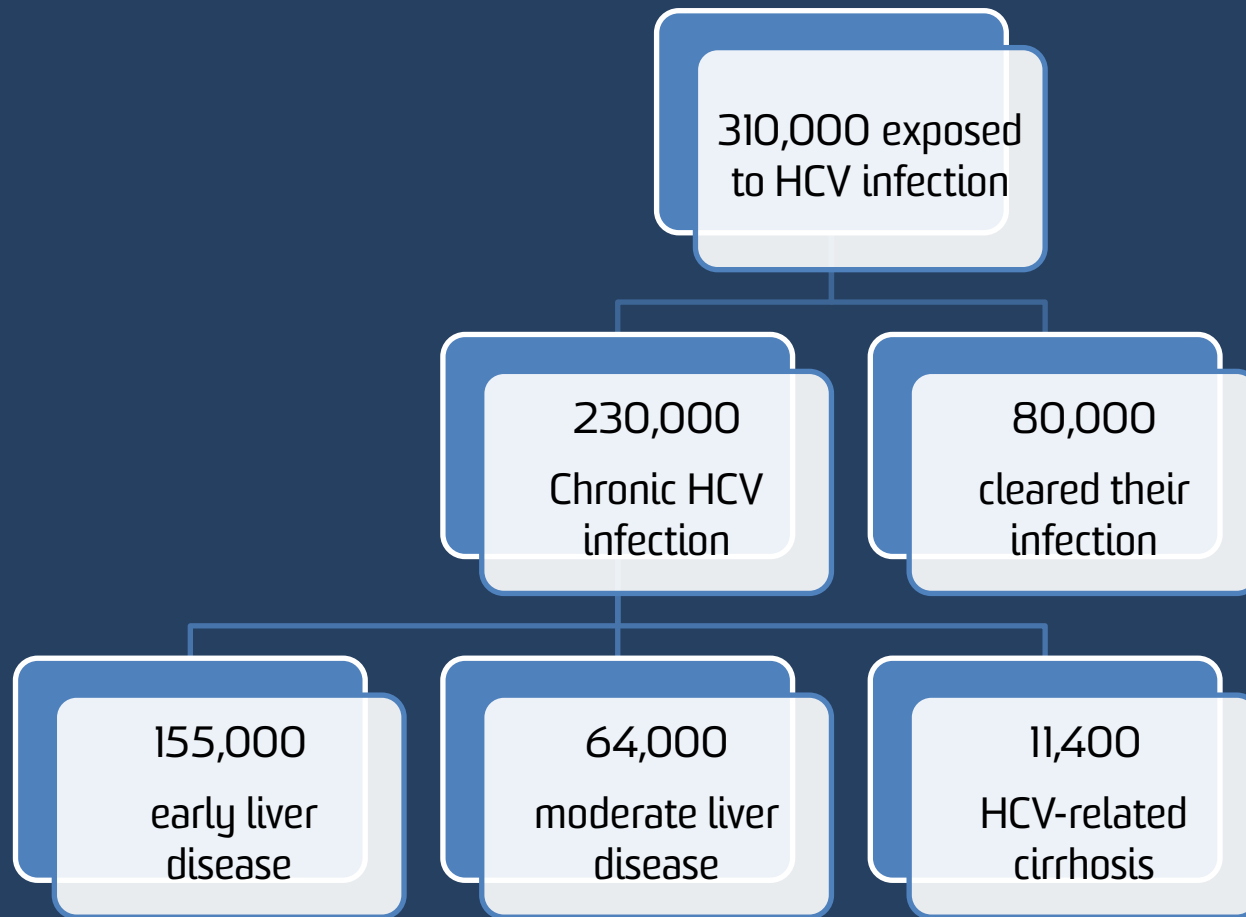 310,000 exposed
to HCV infection
230,000
Chronic HCV
infection
80,000
cleared their
infection
155,000
early liver
disease
64,000
moderate liver
disease
11,400
HCV-related
cirrhosis